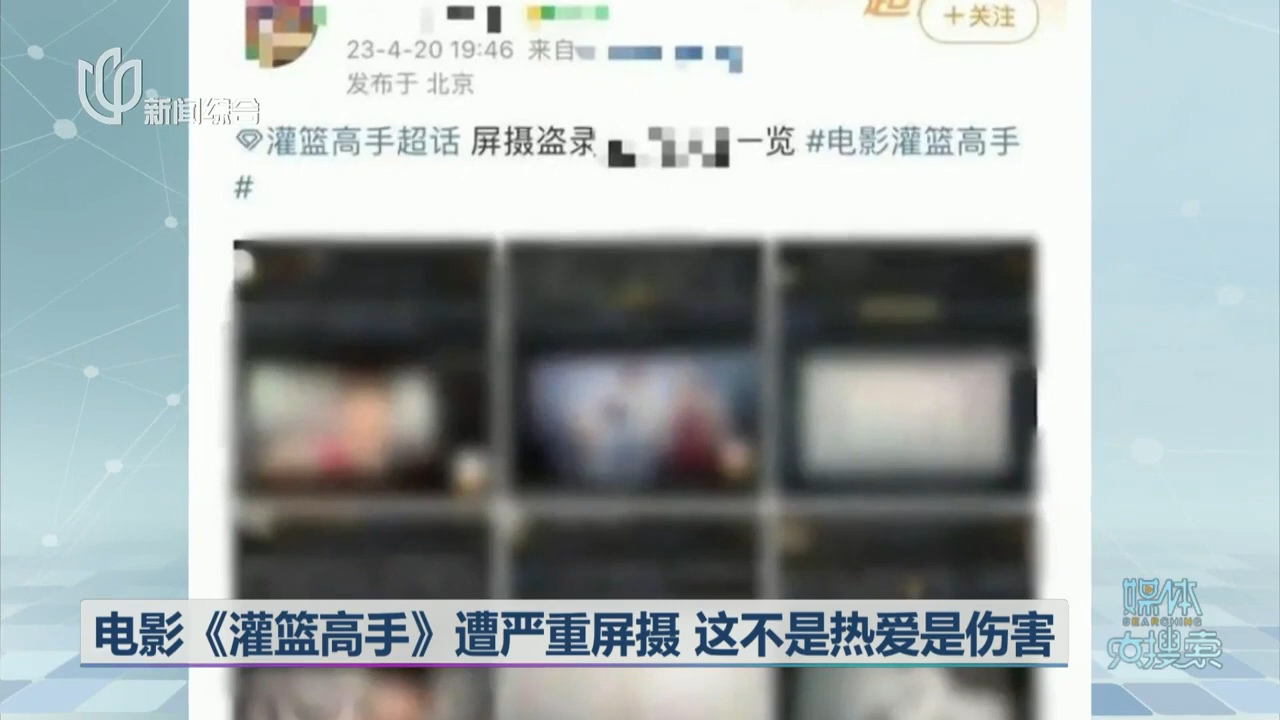 +关注
23-4-20 19:46 来自
发布于 北京
新闻综合
灌篮高手超话 屏摄盗录 一览 #电影灌篮高手
#
电影《灌篮高手》遭严重屏摄 这不是热爱是伤害
媒体
SEARCHING
大搜索